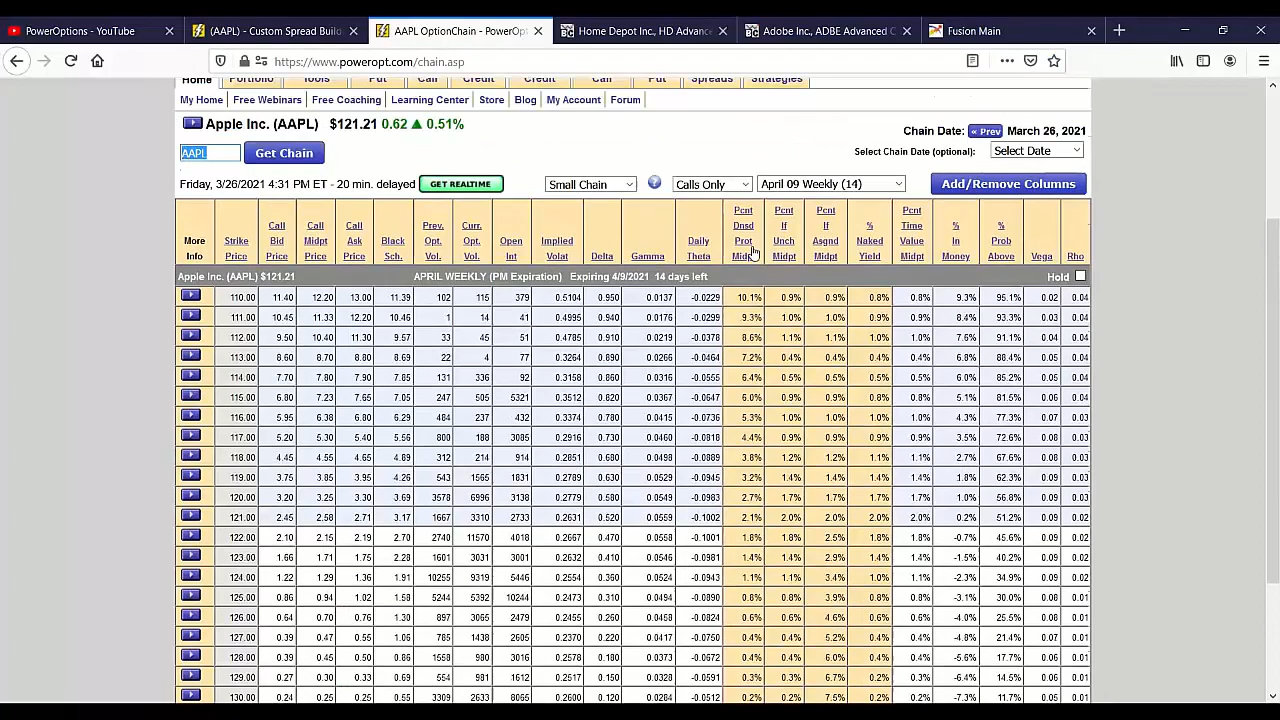 PowerOptions - YouTube
(AAPL) - Custom Spread Buil
AAPL OptionChain - PowerOpt
Home Depot Inc., HD Advance
Adobe Inc., ADBE Advanced C
Fusion Main
https://www.poweropt.com/chain.asp
Home Portfolio Tools Put Call Credit Credit Call Put Spreads Strategies
My Home Free Webinars Free Coaching Learning Center Store Blog My Account Forum
Apple Inc. (AAPL) $121.21 0.62 ▲ 0.51%
Chain Date: « Prev March 26, 2021
AAPL Get Chain
Select Chain Date (optional): Select Date
Friday, 3/26/2021 4:31 PM ET - 20 min. delayed GET REALTIME Small Chain ? Calls Only April 09 Weekly (14) Add/Remove Columns
More Info Strike Price Call Bid Price Call Midpt Price Call Ask Price Black Sch. Prev. Opt. Vol. Curr. Opt. Vol. Open Int Implied Volat Delta Gamma Daily Theta Pcnt Dnsd Prot Midpt Pcnt If Unch Midpt Pcnt If Asgnd Midpt % Naked Yield Pcnt Time Value Midpt % In Money % Prob Above Vega Rho
Apple Inc. (AAPL) $121.21 APRIL WEEKLY (PM Expiration) Expiring 4/9/2021 14 days left Hold
110.00 11.40 12.20 13.00 11.39 102 115 379 0.5104 0.950 0.0137 -0.0229 10.1% 0.9% 0.9% 0.8% 0.8% 9.3% 95.1% 0.02 0.04
111.00 10.45 11.33 12.20 10.46 1 14 41 0.4995 0.940 0.0176 -0.0299 9.3% 1.0% 1.0% 0.9% 1.0% 8.4% 93.3% 0.03 0.04
112.00 9.50 10.40 11.30 9.57 33 45 51 0.4785 0.910 0.0219 -0.0378 8.6% 1.1% 1.1% 1.0% 1.0% 7.6% 91.1% 0.04 0.04
113.00 8.60 8.70 8.80 8.69 22 4 77 0.3264 0.890 0.0266 -0.0464 7.2% 0.4% 0.4% 0.4% 0.4% 6.8% 88.4% 0.05 0.04
114.00 7.70 7.80 7.90 7.85 131 336 92 0.3158 0.860 0.0316 -0.0555 6.4% 0.5% 0.5% 0.5% 0.5% 6.0% 85.2% 0.05 0.04
115.00 6.80 7.23 7.65 7.05 247 505 5321 0.3512 0.820 0.0367 -0.0647 6.0% 0.9% 0.9% 0.8% 0.8% 5.1% 81.5% 0.06 0.04
116.00 5.95 6.38 6.80 6.29 484 237 432 0.3374 0.780 0.0415 -0.0736 5.3% 1.0% 1.0% 1.0% 1.0% 4.3% 77.3% 0.07 0.03
117.00 5.20 5.30 5.40 5.56 800 188 3085 0.2916 0.730 0.0460 -0.0818 4.4% 0.9% 0.9% 0.9% 0.9% 3.5% 72.6% 0.08 0.03
118.00 4.45 4.55 4.65 4.89 312 214 914 0.2851 0.680 0.0498 -0.0889 3.8% 1.2% 1.2% 1.1% 1.2% 2.7% 67.6% 0.08 0.03
119.00 3.75 3.85 3.95 4.26 543 1565 1831 0.2789 0.630 0.0529 -0.0945 3.2% 1.4% 1.4% 1.4% 1.4% 1.8% 62.3% 0.09 0.03
120.00 3.20 3.25 3.30 3.69 3578 6996 3138 0.2779 0.580 0.0549 -0.0983 2.7% 1.7% 1.7% 1.7% 1.7% 1.0% 56.8% 0.09 0.03
121.00 2.45 2.58 2.71 3.17 1667 3310 2733 0.2631 0.520 0.0559 -0.1002 2.1% 2.0% 2.0% 2.0% 2.0% 0.2% 51.2% 0.09 0.02
122.00 2.10 2.15 2.19 2.70 2740 11570 4018 0.2667 0.470 0.0558 -0.1001 1.8% 1.8% 2.5% 1.8% 1.8% -0.7% 45.6% 0.09 0.02
123.00 1.66 1.71 1.75 2.28 1601 3031 3001 0.2632 0.410 0.0546 -0.0981 1.4% 1.4% 2.9% 1.4% 1.4% -1.5% 40.2% 0.09 0.02
124.00 1.22 1.29 1.36 1.91 10255 9319 5446 0.2554 0.360 0.0524 -0.0943 1.1% 1.1% 3.4% 1.0% 1.1% -2.3% 34.9% 0.09 0.02
125.00 0.86 0.94 1.02 1.58 5244 5392 10244 0.2473 0.310 0.0494 -0.0890 0.8% 0.8% 3.9% 0.8% 0.8% -3.1% 30.0% 0.08 0.01
126.00 0.64 0.70 0.76 1.30 897 3065 2479 0.2455 0.260 0.0458 -0.0824 0.6% 0.6% 4.6% 0.6% 0.6% -4.0% 25.5% 0.08 0.01
127.00 0.39 0.47 0.55 1.06 785 1438 2605 0.2370 0.220 0.0417 -0.0750 0.4% 0.4% 5.2% 0.4% 0.4% -4.8% 21.4% 0.07 0.01
128.00 0.39 0.45 0.50 0.86 1558 980 3016 0.2578 0.180 0.0373 -0.0672 0.4% 0.4% 6.0% 0.4% 0.4% -5.6% 17.7% 0.06 0.01
129.00 0.27 0.30 0.33 0.69 554 981 1612 0.2517 0.150 0.0328 -0.0591 0.3% 0.3% 6.7% 0.2% 0.3% -6.4% 14.5% 0.06 0.01
130.00 0.24 0.25 0.25 0.55 3309 2633 8065 0.2600 0.120 0.0284 -0.0512 0.2% 0.2% 7.5% 0.2% 0.2% -7.3% 11.7% 0.05 0.01